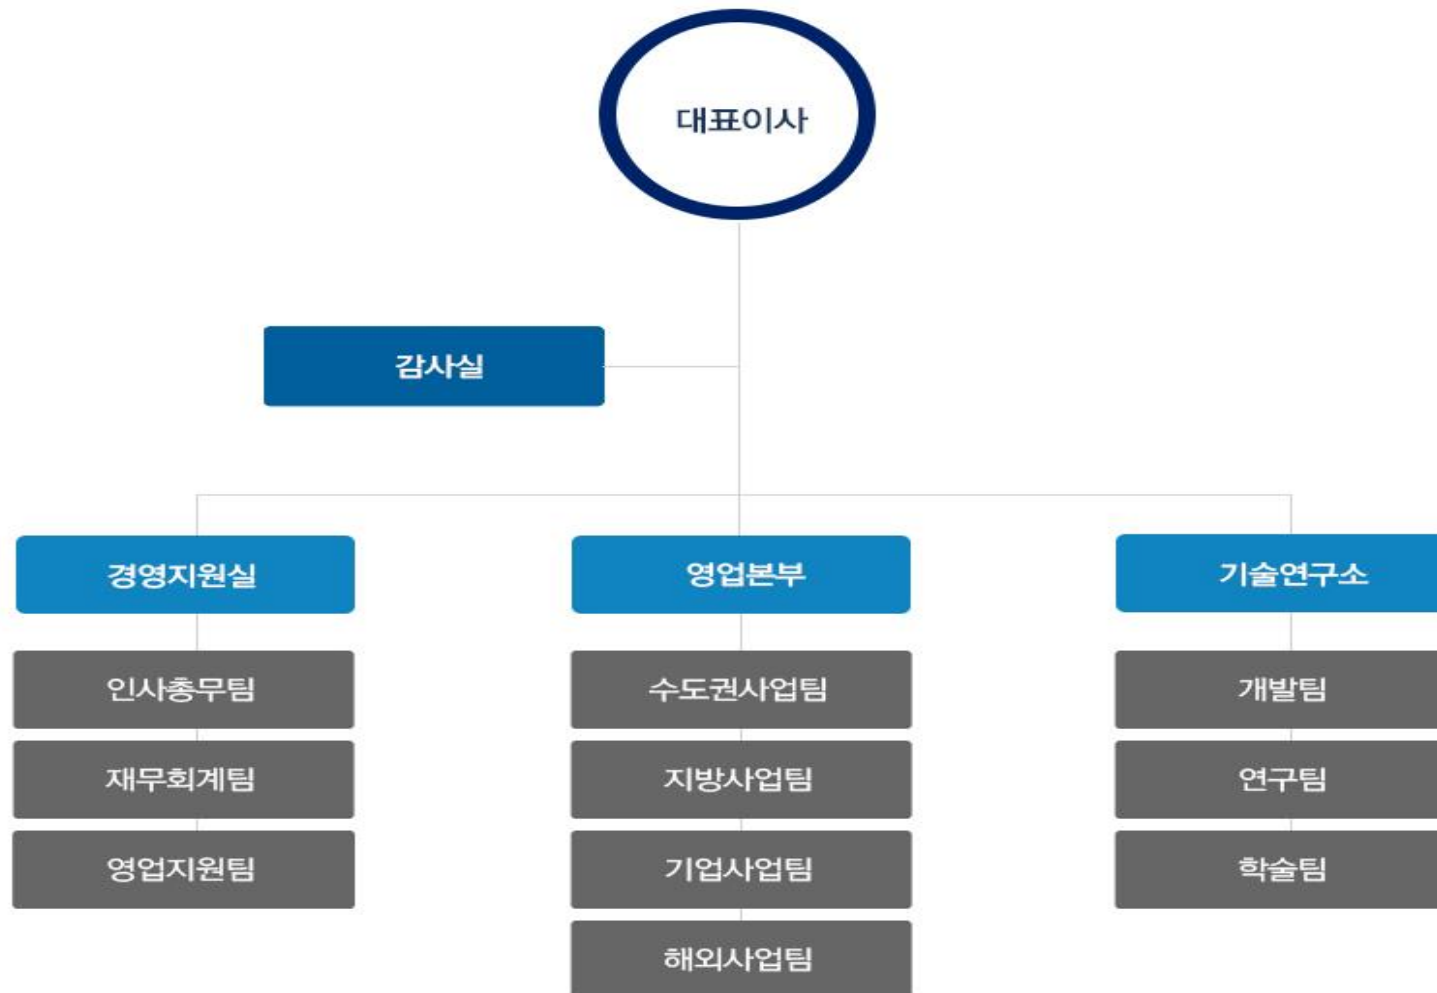 대표이사
감사실
경영지원실
영업본부
기술연구소
인사총무팀
수도권사업팀
개발팀
재무회계팀
지방사업팀
연구팀
영업지원팀
기업사업팀
학술팀
해외사업팀